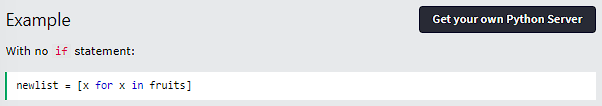 Example
Get your own Python Server
With no if statement:
newlist = [x for x in fruits]